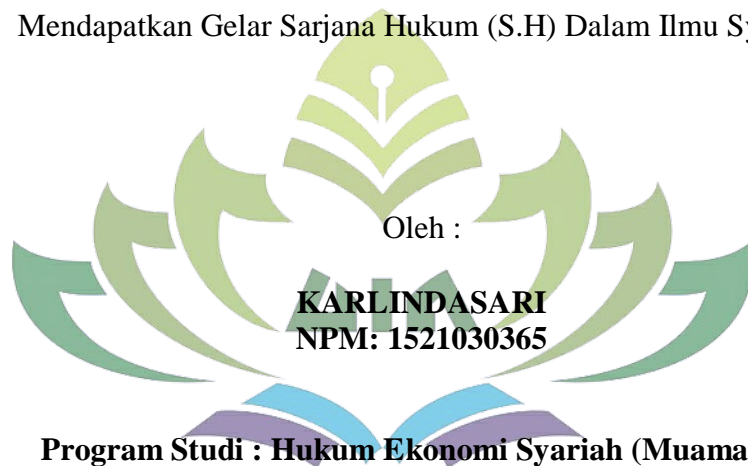 Mendapatkan Gelar Sarjana Hukum (S.H) Dalam Ilmu Sy
Oleh :
KARLINDASARI
NPM: 1521030365
Program Studi : Hukum Ekonomi Syariah (Muama